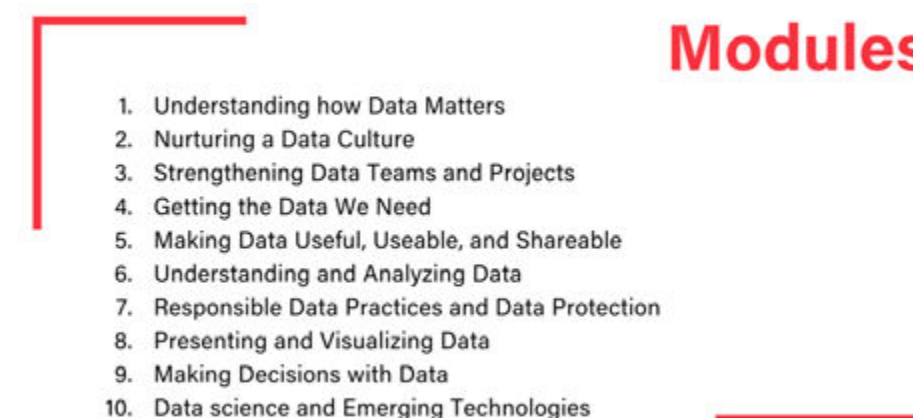 Modules
1. Understanding how Data Matters
2. Nurturing a Data Culture
3. Strengthening Data Teams and Projects
4. Getting the Data We Need
5. Making Data Useful, Useable, and Shareable
6. Understanding and Analyzing Data
7. Responsible Data Practices and Data Protection
8. Presenting and Visualizing Data
9. Making Decisions with Data
10. Data science and Emerging Technologies